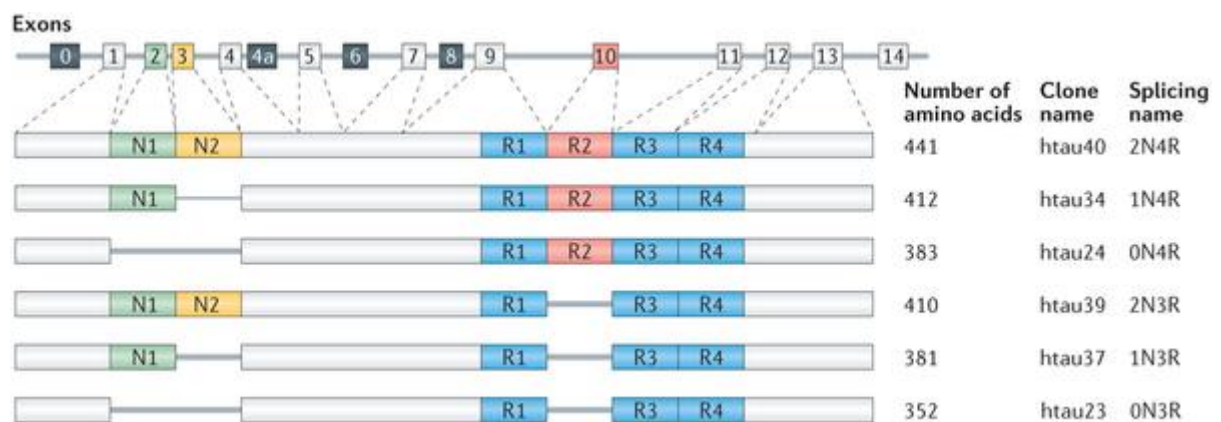 Exons
0 1 2 3 4 4a 5 6 7 8 9 10 11 12 13 14
Number of amino acids Clone name Splicing name
N1 N2 R1 R2 R3 R4 441 htau40 2N4R
N1 R1 R2 R3 R4 412 htau34 1N4R
R1 R2 R3 R4 383 htau24 0N4R
N1 N2 R1 R3 R4 410 htau39 2N3R
N1 R1 R3 R4 381 htau37 1N3R
R1 R3 R4 352 htau23 0N3R